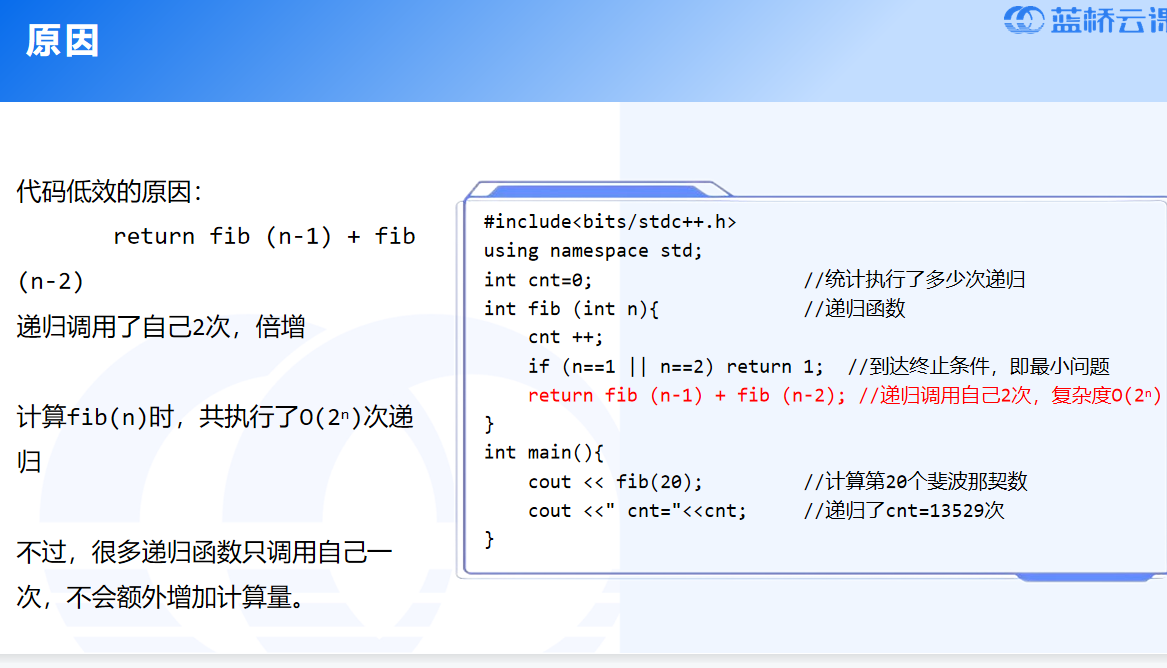 原因
蓝桥云课
代码低效的原因：
return fib (n-1) + fib
(n-2)
递归调用了自己2次，倍增
计算fib(n)时，共执行了O(2ⁿ)次递
归
不过，很多递归函数只调用自己一
次，不会额外增加计算量。
#include<bits/stdc++.h>
using namespace std;
int cnt=0; //统计执行了多少次递归
int fib (int n){ //递归函数
cnt ++;
if (n==1 || n==2) return 1; //到达终止条件，即最小问题
return fib (n-1) + fib (n-2); //递归调用自己2次，复杂度O(2ⁿ)
}
int main(){
cout << fib(20); //计算第20个斐波那契数
cout <<" cnt="<<cnt; //递归了cnt=13529次
}